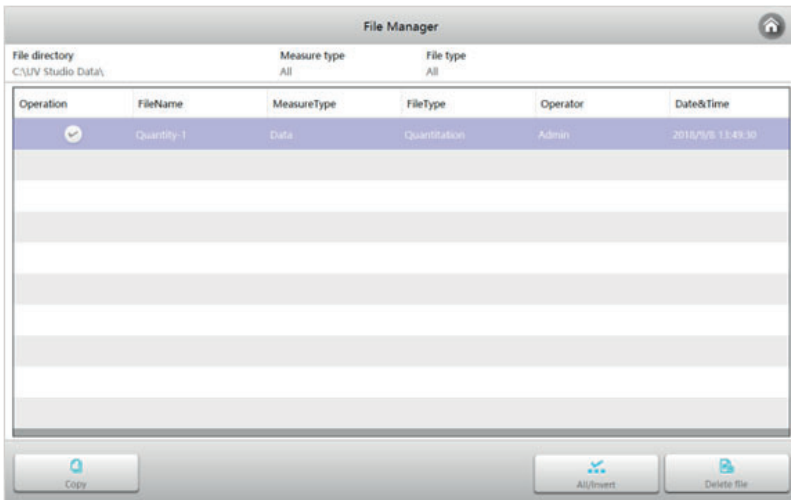 File Manager
File directory Measure type File type
C:\UV Studio Data\ All All
Operation FileName MeasureType FileType Operator Date&Time
Quantity-1 Data Quantitation Admin 2018/9/8 13:49:30
Copy All/Invert Delete file